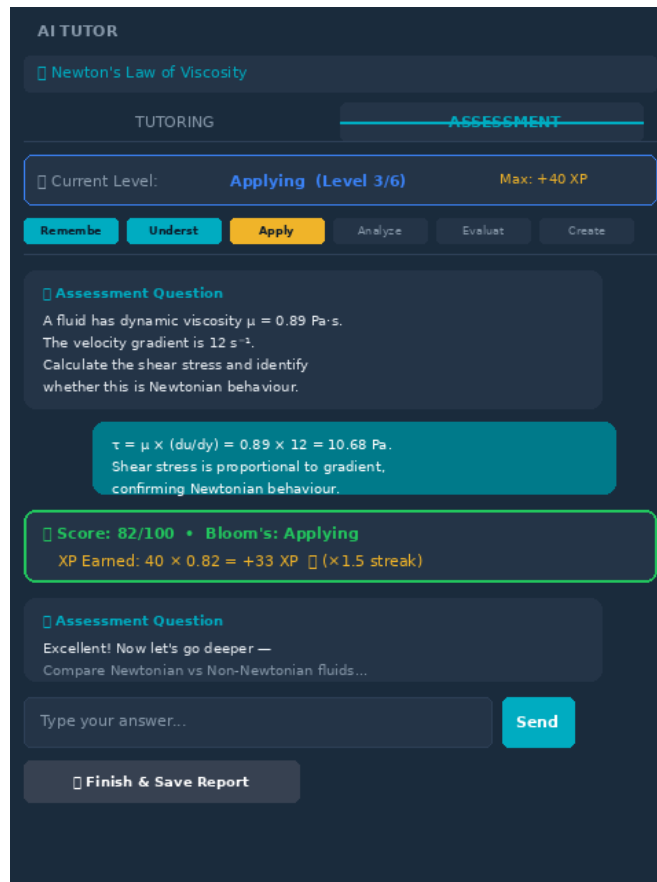 AI TUTOR
▯ Newton's Law of Viscosity
TUTORING
ASSESSMENT
▯ Current Level:
Applying (Level 3/6)
Max: +40 XP
Remembe
Underst
Apply
Analyze
Evaluat
Create
▯ Assessment Question
A fluid has dynamic viscosity μ = 0.89 Pa·s.
The velocity gradient is 12 s⁻¹.
Calculate the shear stress and identify
whether this is Newtonian behaviour.
τ = μ × (du/dy) = 0.89 × 12 = 10.68 Pa.
Shear stress is proportional to gradient,
confirming Newtonian behaviour.
▯ Score: 82/100 • Bloom's: Applying
XP Earned: 40 × 0.82 = +33 XP ▯ (×1.5 streak)
▯ Assessment Question
Excellent! Now let's go deeper —
Compare Newtonian vs Non-Newtonian fluids...
Type your answer...
Send
▯ Finish & Save Report